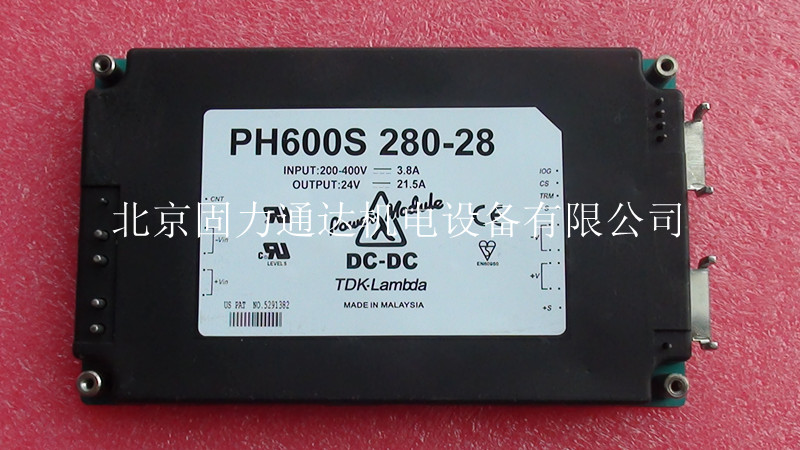 PH600S 280-28
INPUT:200-400V ⎓ 3.8A
OUTPUT:24V ⎓ 21.5A
IOG
CS
TRM
CNT
Power Module
北京固力通达机电设备有限公司
-Vin
LEVEL 5
DC-DC
EN60950
+V
+Vin
TDK-Lambda
US PAT NO.5291382
MADE IN MALAYSIA
+S